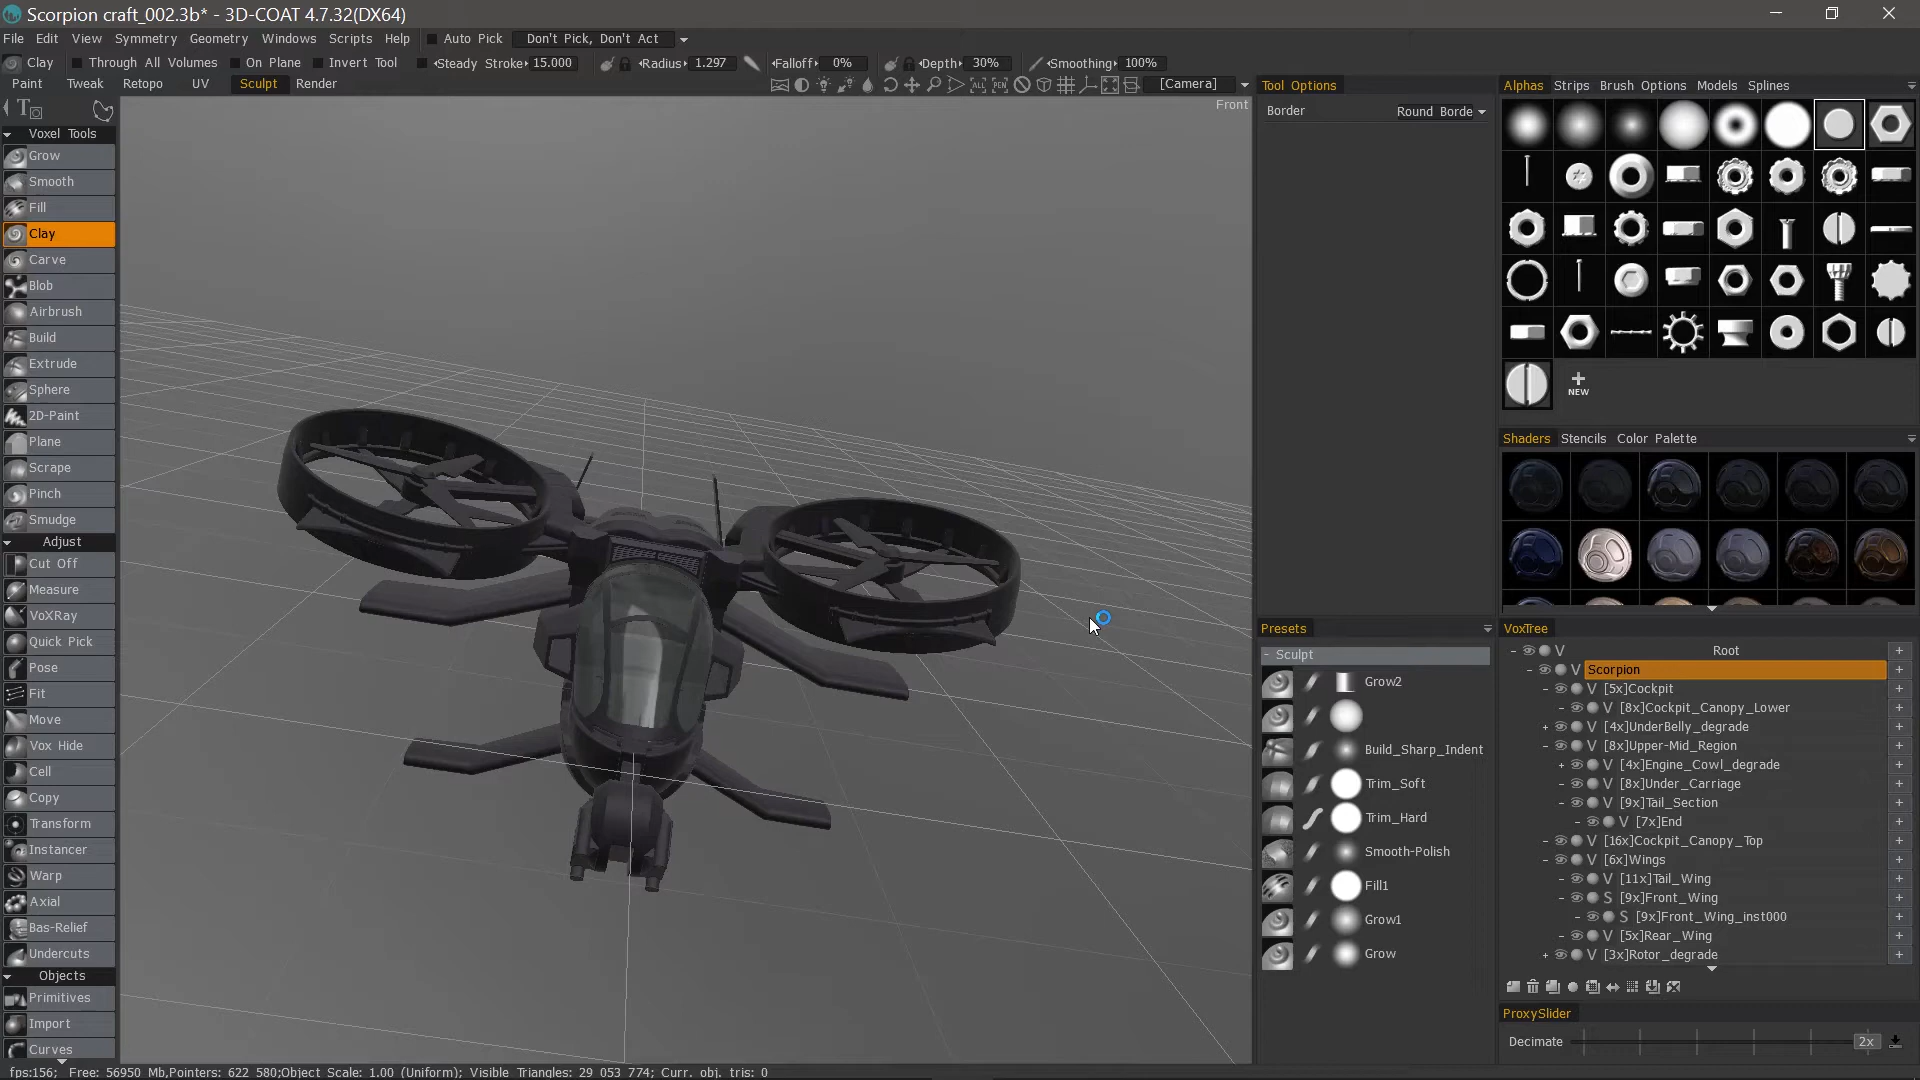 Scorpion craft_002.3b* - 3D-COAT 4.7.32(DX64)
File Edit View Symmetry Geometry Windows Scripts Help Auto Pick Don't Pick, Don't Act
Clay Through All Volumes On Plane Invert Tool Steady Stroke 15.000 Radius 1.297 Falloff 0% Depth 30% Smoothing 100%
Paint Tweak Retopo UV Sculpt Render [Camera]
Front
Voxel Tools
Grow
Smooth
Fill
Clay
Carve
Blob
Airbrush
Build
Extrude
Sphere
2D-Paint
Plane
Scrape
Pinch
Smudge
Adjust
Cut Off
Measure
VoXRay
Quick Pick
Pose
Fit
Move
Vox Hide
Cell
Copy
Transform
Instancer
Warp
Axial
Bas-Relief
Undercuts
Objects
Primitives
Import
Curves
Tool Options
Border Round Borde
Presets
- Sculpt
Grow2
Build_Sharp_Indent
Trim_Soft
Trim_Hard
Smooth-Polish
Fill1
Grow1
Grow
Alphas Strips Brush Options Models Splines
NEW
Shaders Stencils Color Palette
VoxTree
- V Root +
- V Scorpion +
- V [5x]Cockpit +
- V [8x]Cockpit_Canopy_Lower +
+ V [4x]UnderBelly_degrade +
- V [8x]Upper-Mid_Region +
+ V [4x]Engine_Cowl_degrade +
- V [8x]Under_Carriage +
- V [9x]Tail_Section +
- V [7x]End +
- V [16x]Cockpit_Canopy_Top +
- V [6x]Wings +
- V [11x]Tail_Wing +
- S [9x]Front_Wing +
- S [9x]Front_Wing_inst000 +
- V [5x]Rear_Wing +
+ V [3x]Rotor_degrade +
ProxySlider
Decimate 2x
fps:156; Free: 56950 Mb,Pointers: 622 580;Object Scale: 1.00 (Uniform); Visible Triangles: 29 053 774; Curr. obj. tris: 0